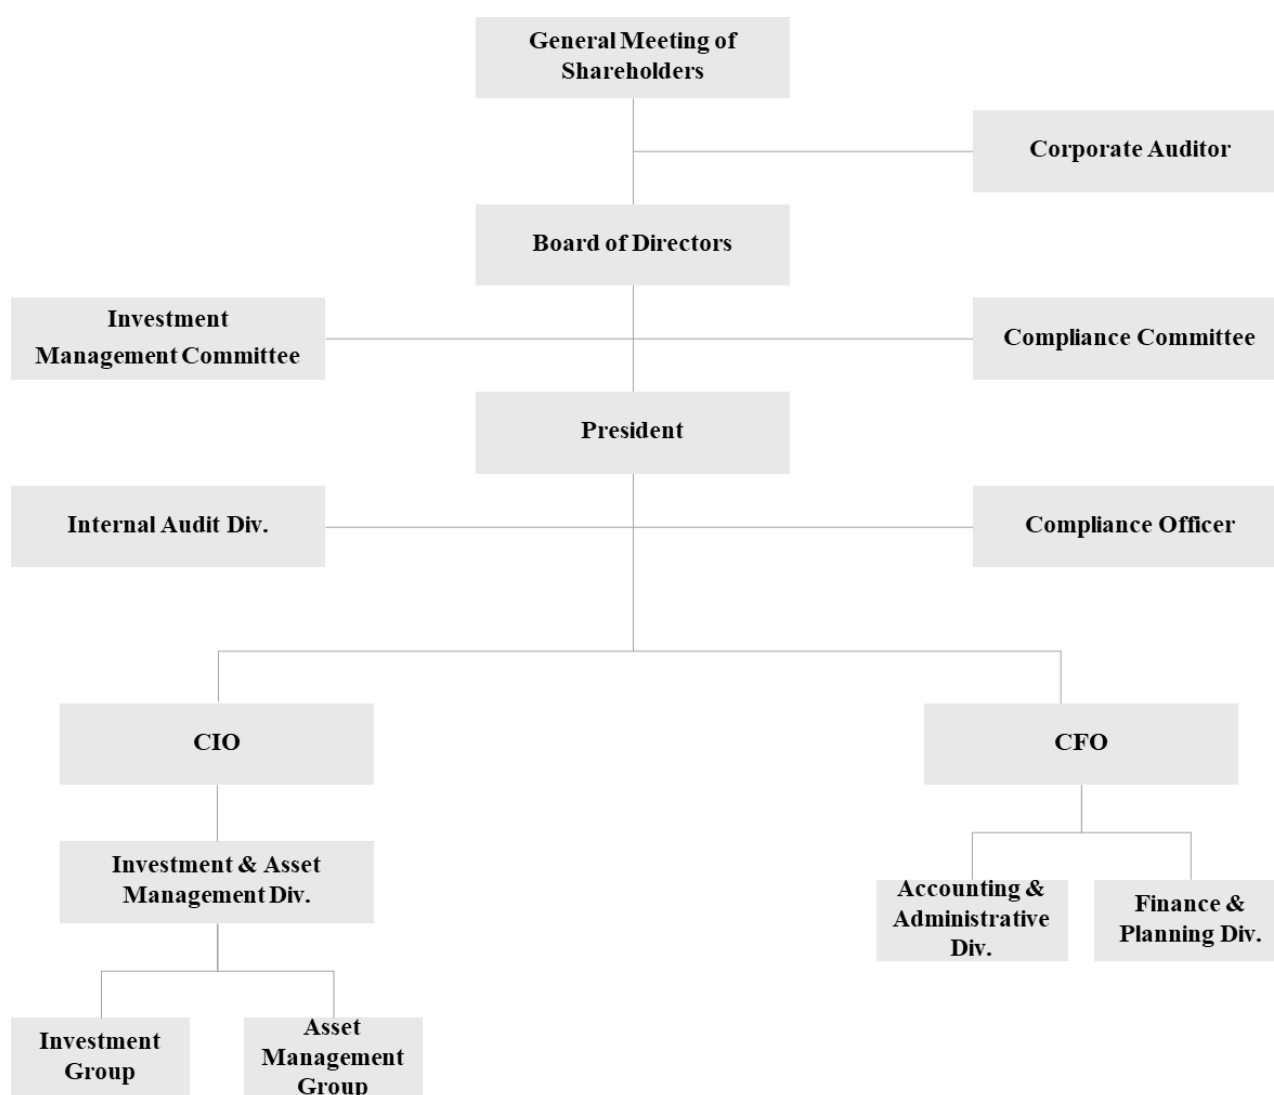 General Meeting of
Shareholders
Corporate Auditor
Board of Directors
Investment
Management Committee
Compliance Committee
President
Internal Audit Div.
Compliance Officer
CIO
CFO
Investment & Asset
Management Div.
Accounting &
Administrative
Div.
Finance &
Planning Div.
Investment
Group
Asset
Management
Group